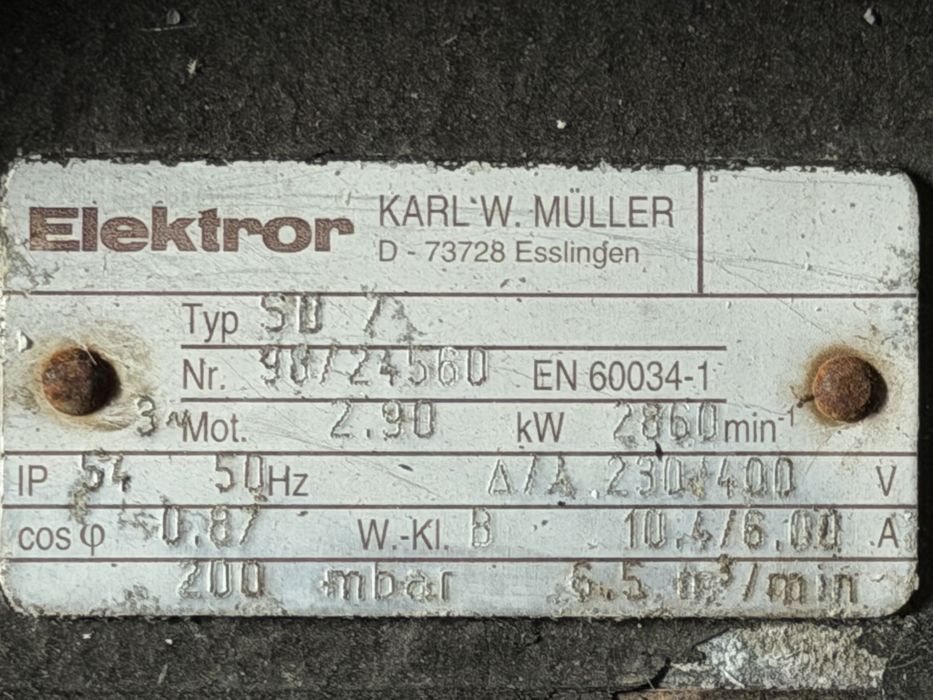 Elektror KARL W. MÜLLER
D - 73728 Esslingen
Typ SD 7
Nr. 98/24560 EN 60034-1
3~ Mot. 2.90 kW 2860 min⁻¹
IP 54 50 Hz Δ/Y 230/400 V
cos φ 0.87 W.-Kl. B 10.4/6.00 A
200 mbar 6.5 m³/min